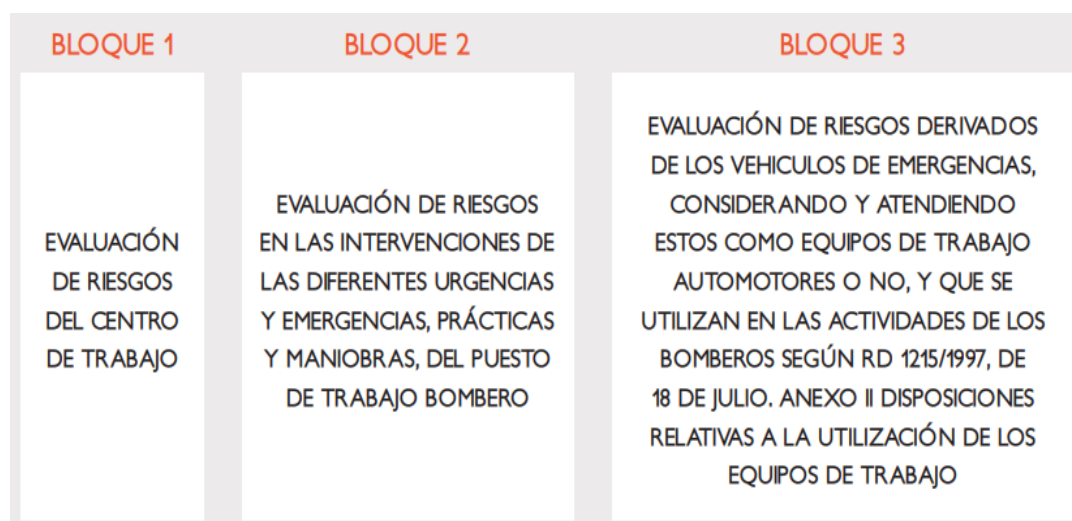 BLOQUE 1
EVALUACIÓN
DE RIESGOS
DEL CENTRO
DE TRABAJO
BLOQUE 2
EVALUACIÓN DE RIESGOS
EN LAS INTERVENCIONES DE
LAS DIFERENTES URGENCIAS
Y EMERGENCIAS, PRÁCTICAS
Y MANIOBRAS, DEL PUESTO
DE TRABAJO BOMBERO
BLOQUE 3
EVALUACIÓN DE RIESGOS DERIVADOS
DE LOS VEHICULOS DE EMERGENCIAS,
CONSIDERANDO Y ATENDIENDO
ESTOS COMO EQUIPOS DE TRABAJO
AUTOMOTORES O NO, Y QUE SE
UTILIZAN EN LAS ACTIVIDADES DE LOS
BOMBEROS SEGÚN RD 1215/1997, DE
18 DE JULIO. ANEXO II DISPOSICIONES
RELATIVAS A LA UTILIZACIÓN DE LOS
EQUIPOS DE TRABAJO